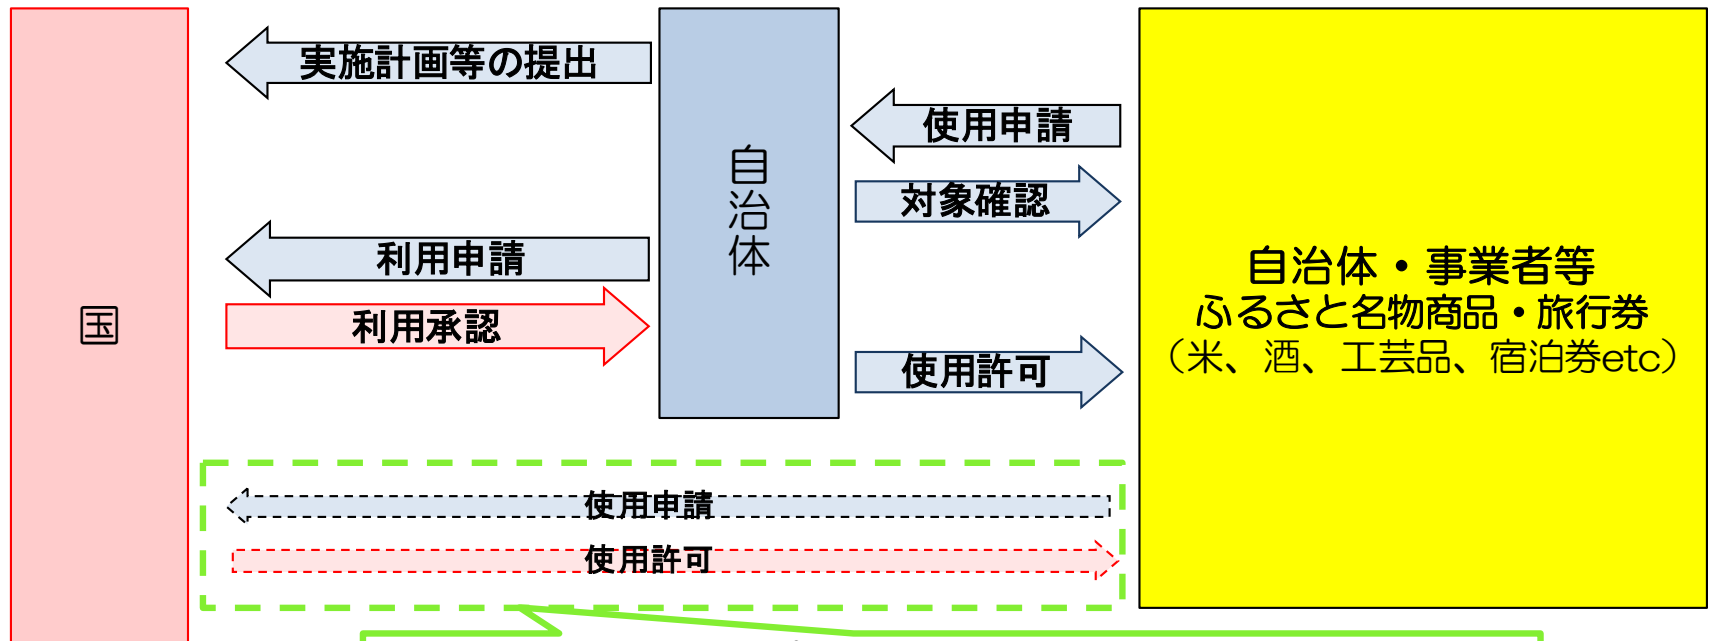 国
実施計画等の提出
利用申請
利用承認
自治体
使用申請
対象確認
使用許可
自治体・事業者等
ふるさと名物商品・旅行券
（米、酒、工芸品、宿泊券etc）
使用申請
使用許可